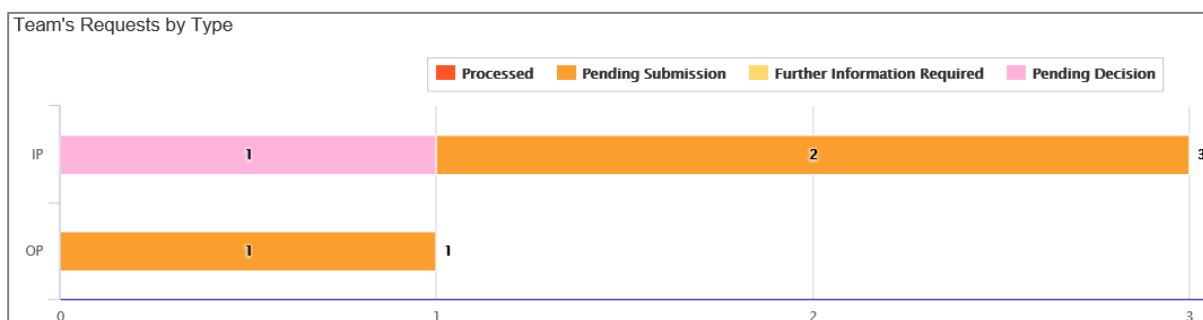 Team's Requests by Type
Processed Pending Submission Further Information Required Pending Decision
IP 1 2 3
OP 1 1
0 1 2 3